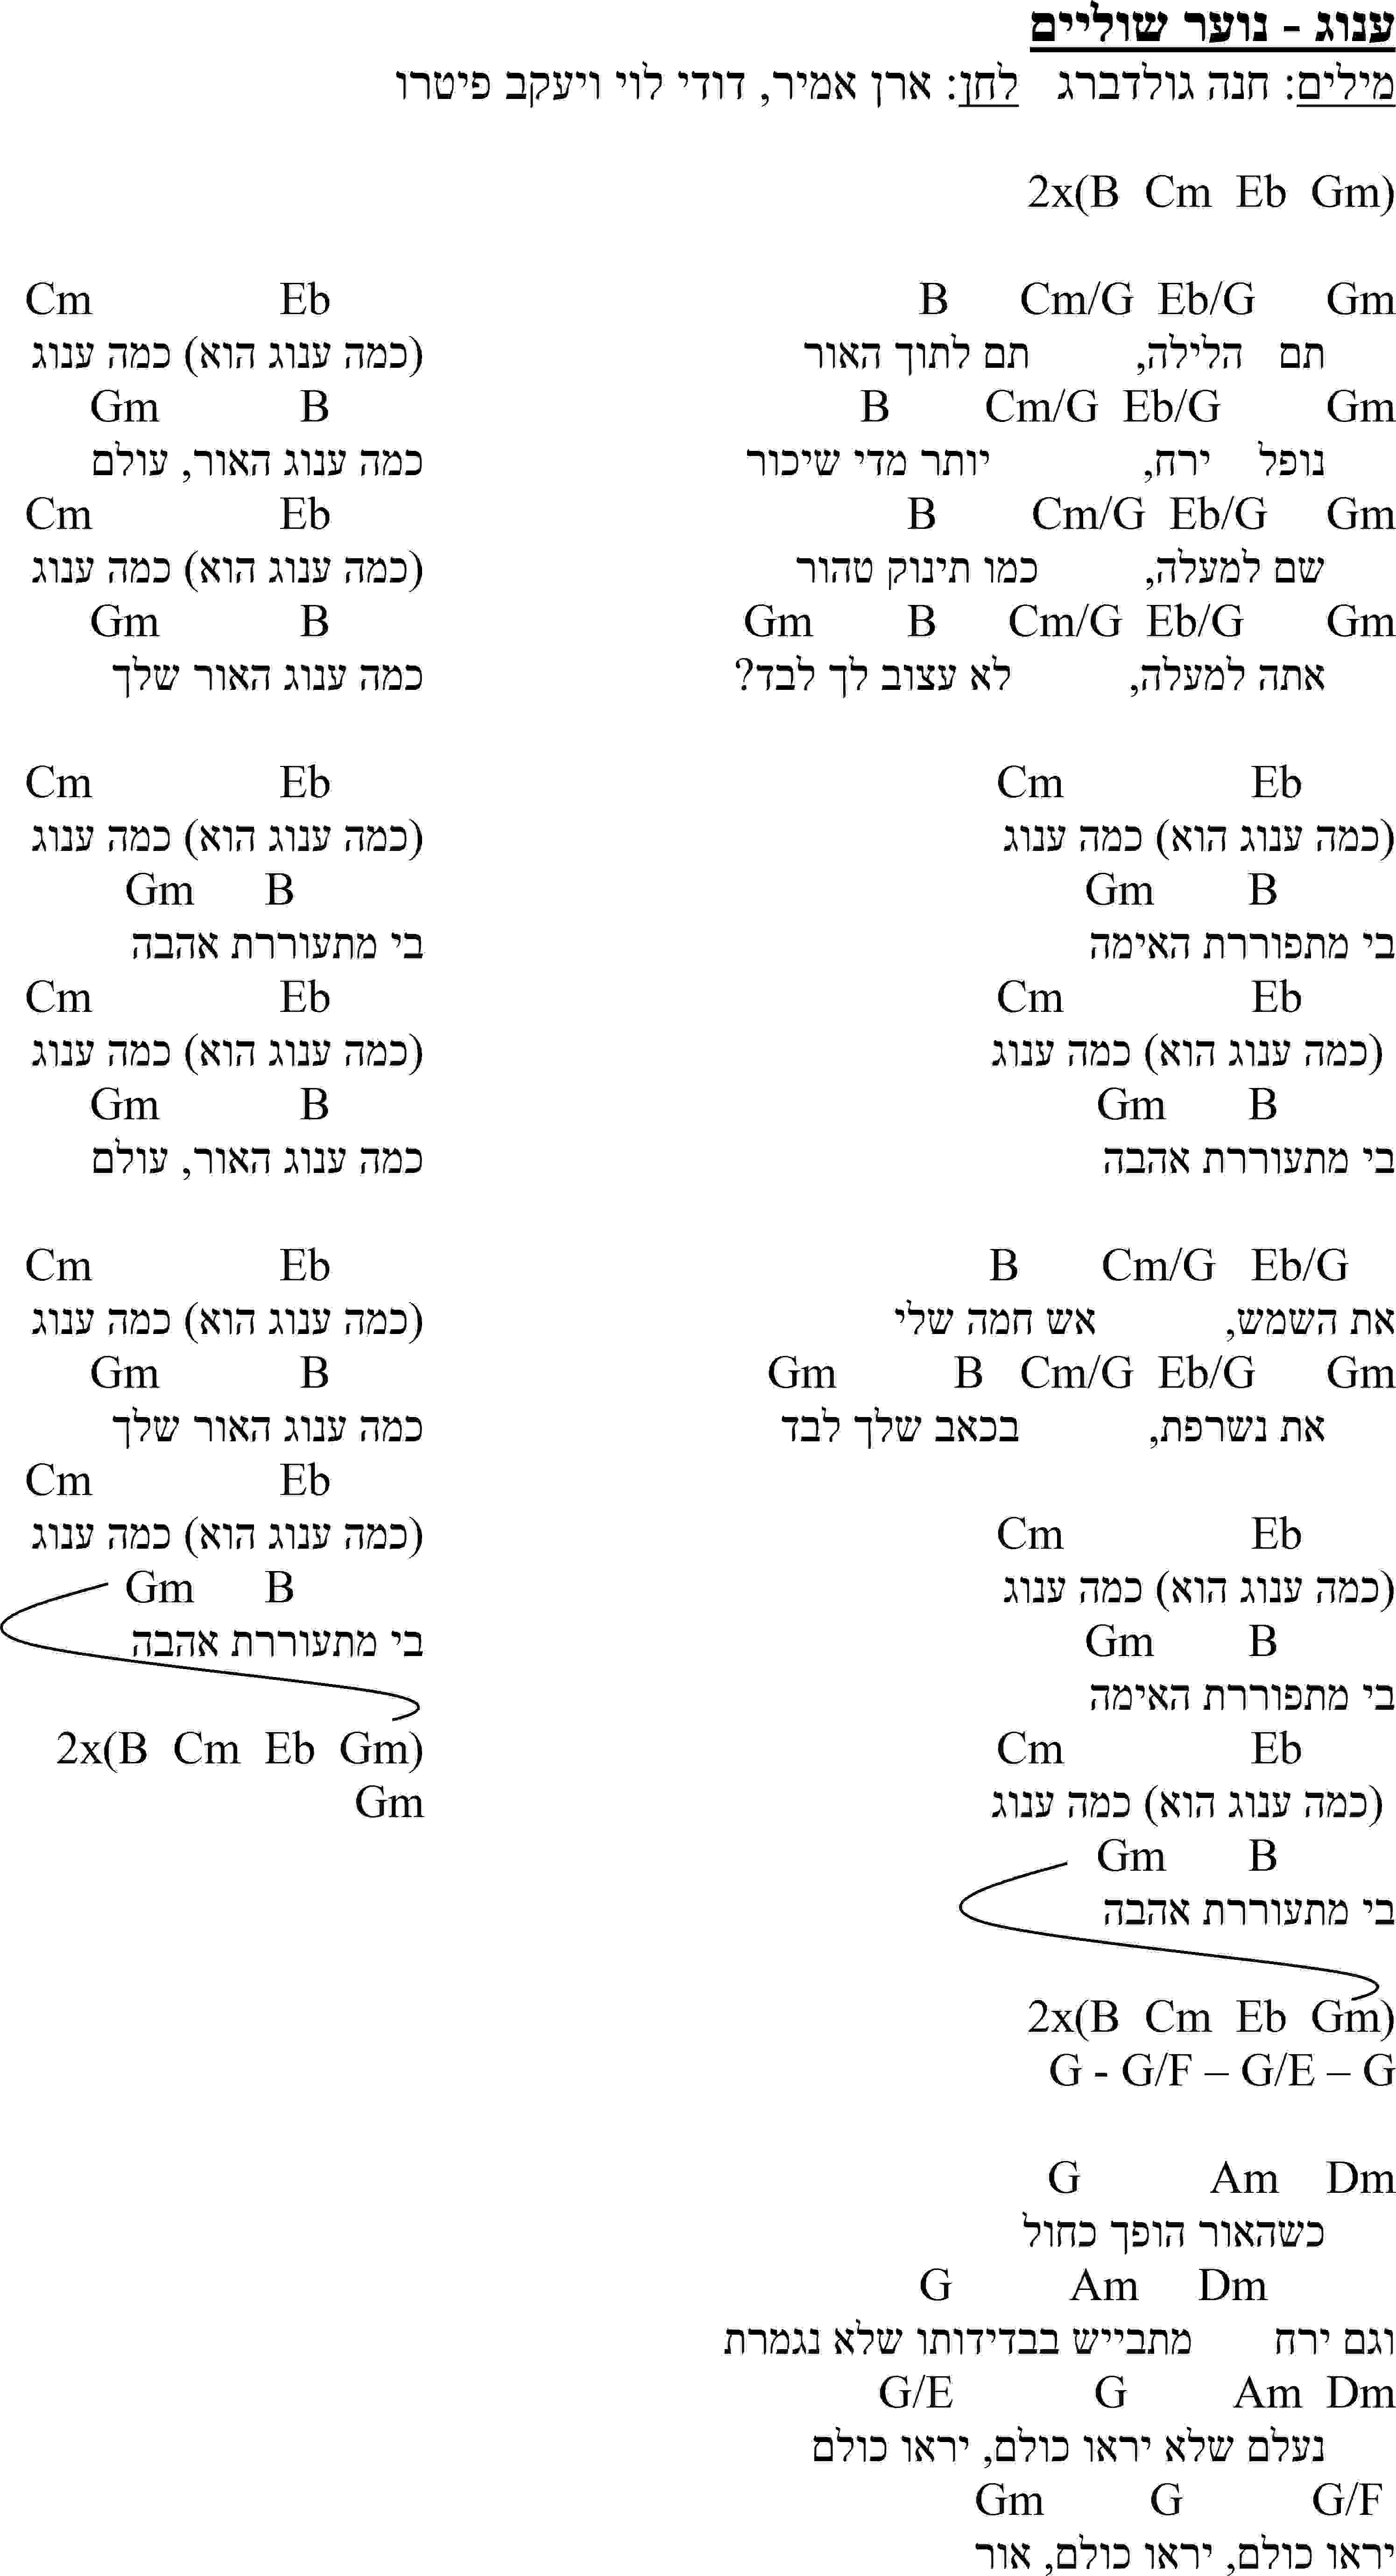 ענוג - נוער שוליים
מילים: חנה גולדברג לחן: ארן אמיר, דודי לוי ויעקב פיטרו
2x(B Cm Eb Gm)
B Cm/G Eb/G Gm
תם הלילה, תם לתוך האור
B Cm/G Eb/G Gm
נופל ירח, יותר מדי שיכור
B Cm/G Eb/G Gm
שם למעלה, כמו תינוק טהור
Gm B Cm/G Eb/G Gm
אתה למעלה, לא עצוב לך לבד?
Cm Eb
(כמה ענוג הוא) כמה ענוג
Gm B
בי מתפוררת האימה
Cm Eb
(כמה ענוג הוא) כמה ענוג
Gm B
בי מתעוררת אהבה
B Cm/G Eb/G
את השמש, אש חמה שלי
Gm B Cm/G Eb/G Gm
את נשרפת, בכאב שלך לבד
Cm Eb
(כמה ענוג הוא) כמה ענוג
Gm B
בי מתפוררת האימה
Cm Eb
(כמה ענוג הוא) כמה ענוג
Gm B
בי מתעוררת אהבה
2x(B Cm Eb Gm)
G - G/F – G/E – G
G Am Dm
כשהאור הופך כחול
G Am Dm
וגם ירח מתבייש בבדידותו שלא נגמרת
G/E G Am Dm
נעלם שלא יראו כולם, יראו כולם
Gm G G/F
יראו כולם, יראו כולם, אור
Cm Eb
(כמה ענוג הוא) כמה ענוג
Gm B
כמה ענוג האור, עולם
Cm Eb
(כמה ענוג הוא) כמה ענוג
Gm B
כמה ענוג האור שלך
Cm Eb
(כמה ענוג הוא) כמה ענוג
Gm B
בי מתעוררת אהבה
Cm Eb
(כמה ענוג הוא) כמה ענוג
Gm B
כמה ענוג האור, עולם
Cm Eb
(כמה ענוג הוא) כמה ענוג
Gm B
כמה ענוג האור שלך
Cm Eb
(כמה ענוג הוא) כמה ענוג
Gm B
בי מתעוררת אהבה
2x(B Cm Eb Gm)
Gm